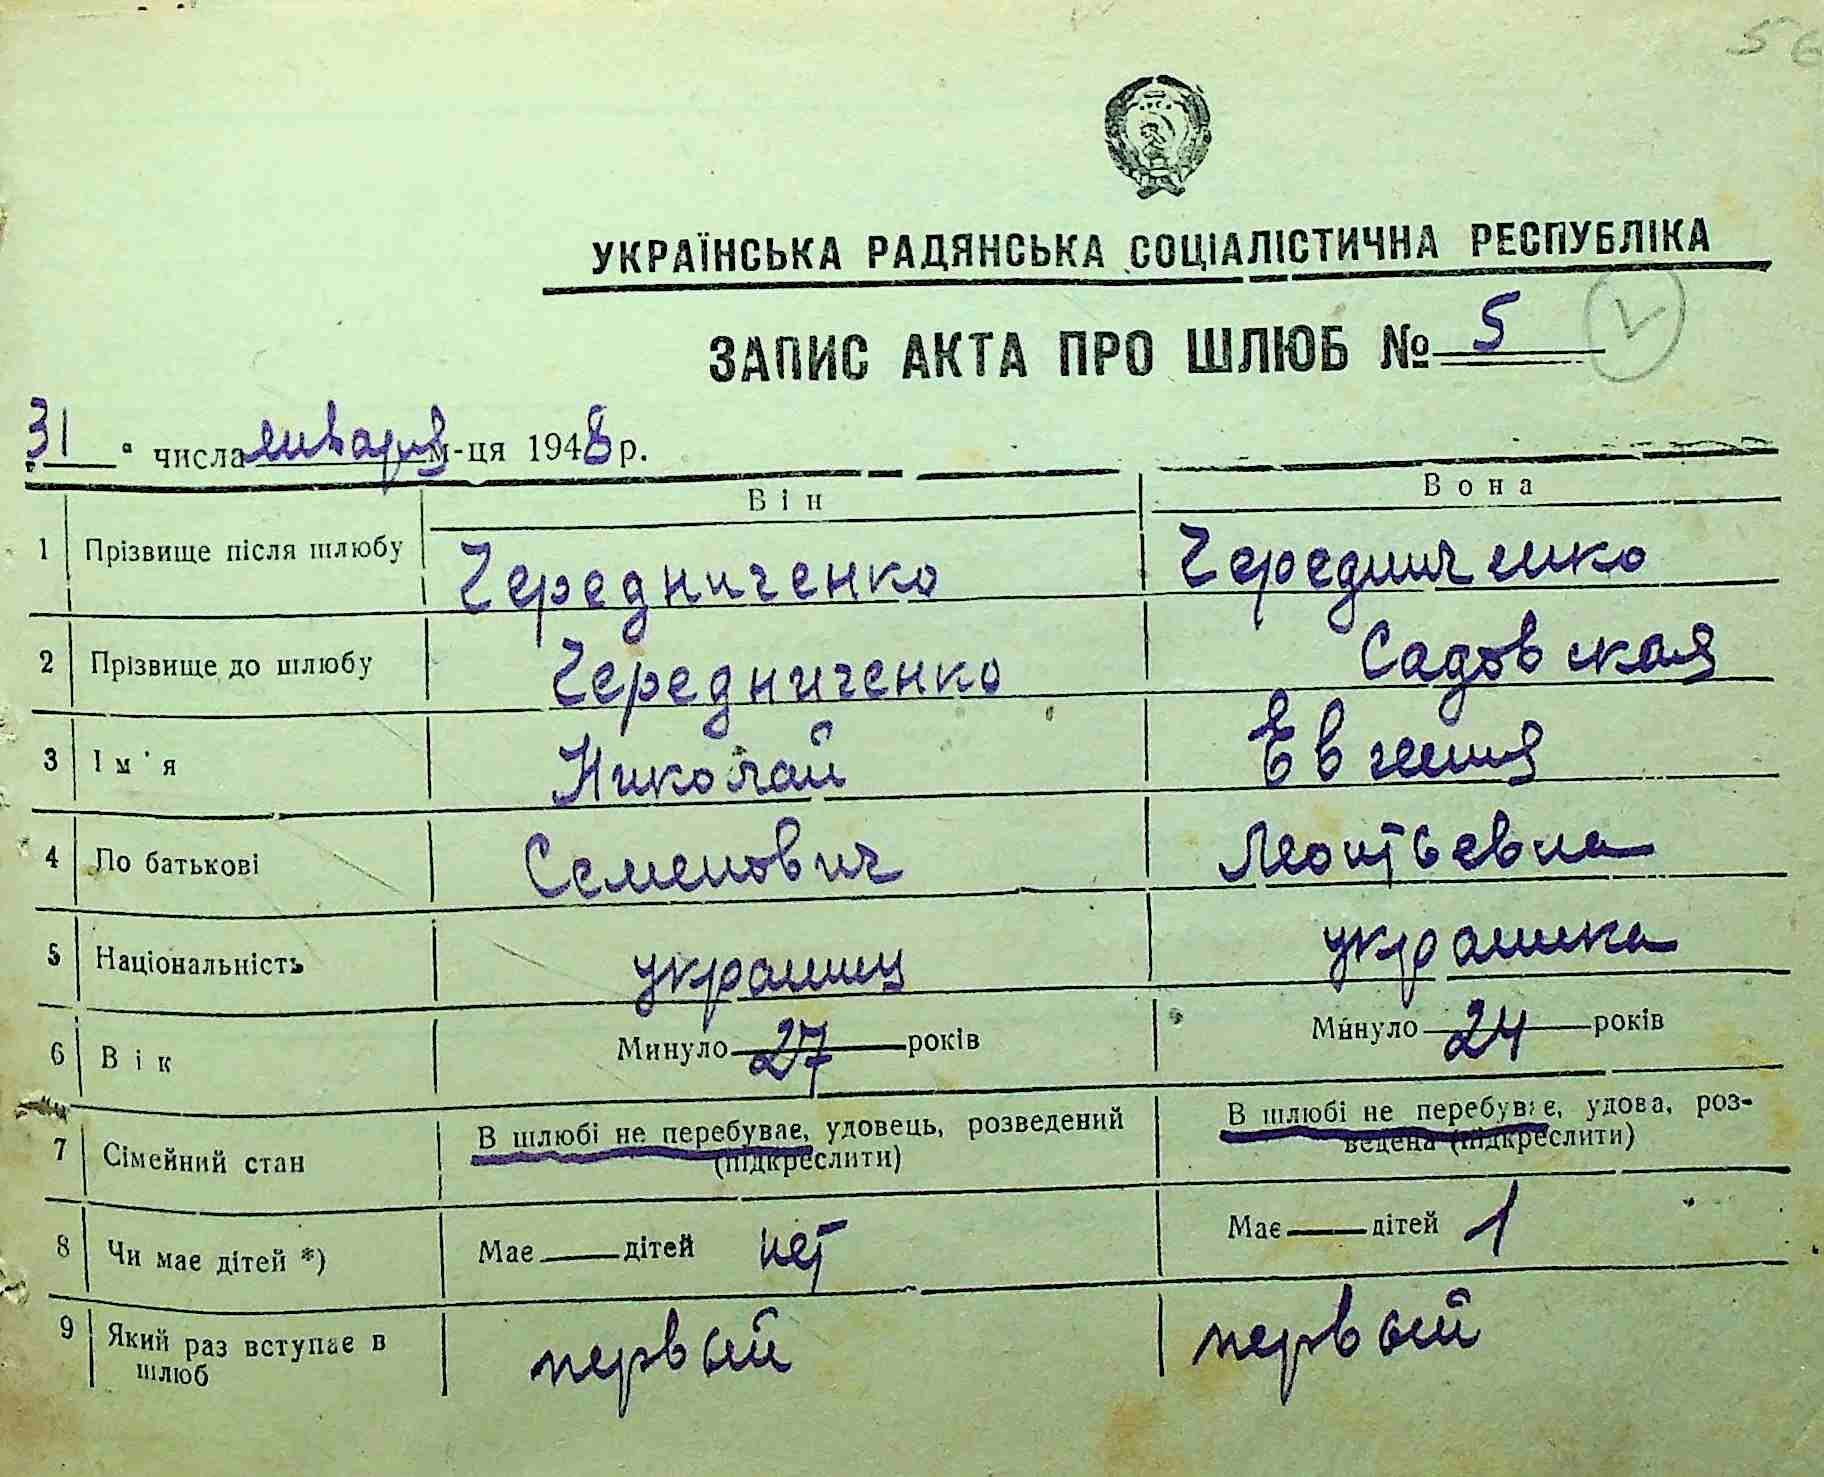 56
УКРАЇНСЬКА РАДЯНСЬКА СОЦІАЛІСТИЧНА РЕСПУБЛІКА
ЗАПИС АКТА ПРО ШЛЮБ № 5
„31“ числа января м-ця 1948 р.
Він Вона
1 Прізвище після шлюбу Чередниченко Чередниченко
2 Прізвище до шлюбу Чередниченко Садовская
3 Ім'я Николай Евгения
4 По батькові Семенович Леонтьевна
5 Національність украинец украинка
6 Вік Минуло 27 років Минуло 24 років
7 Сімейний стан В шлюбі не перебуває, удовець, розведений (підкреслити) В шлюбі не перебуває, удова, роз-
ведена (підкреслити)
8 Чи має дітей *) Має дітей нет Має дітей 1
9 Який раз вступає в шлюб первый первый